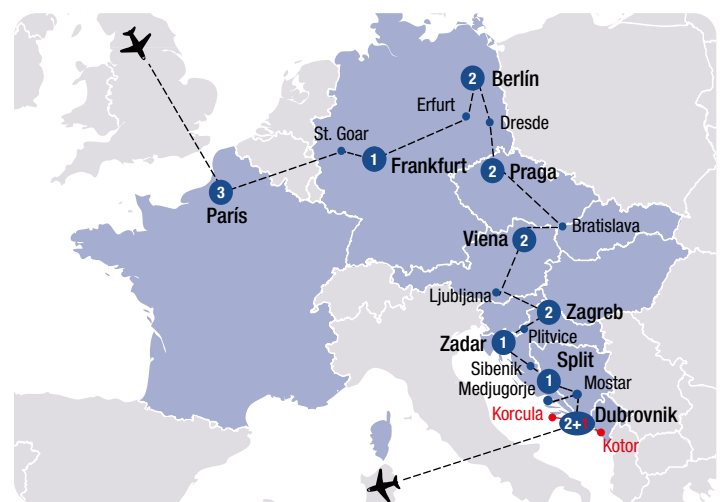 2
Berlín
Erfurt
Dresde
St. Goar
1
Frankfurt
2
Praga
3
París
Bratislava
Viena
2
Ljubljana
2
Zagreb
Plitvice
Zadar
1
Split
Sibenik
1
Mostar
Medjugorje
Korcula
2+1
Dubrovnik
Kotor